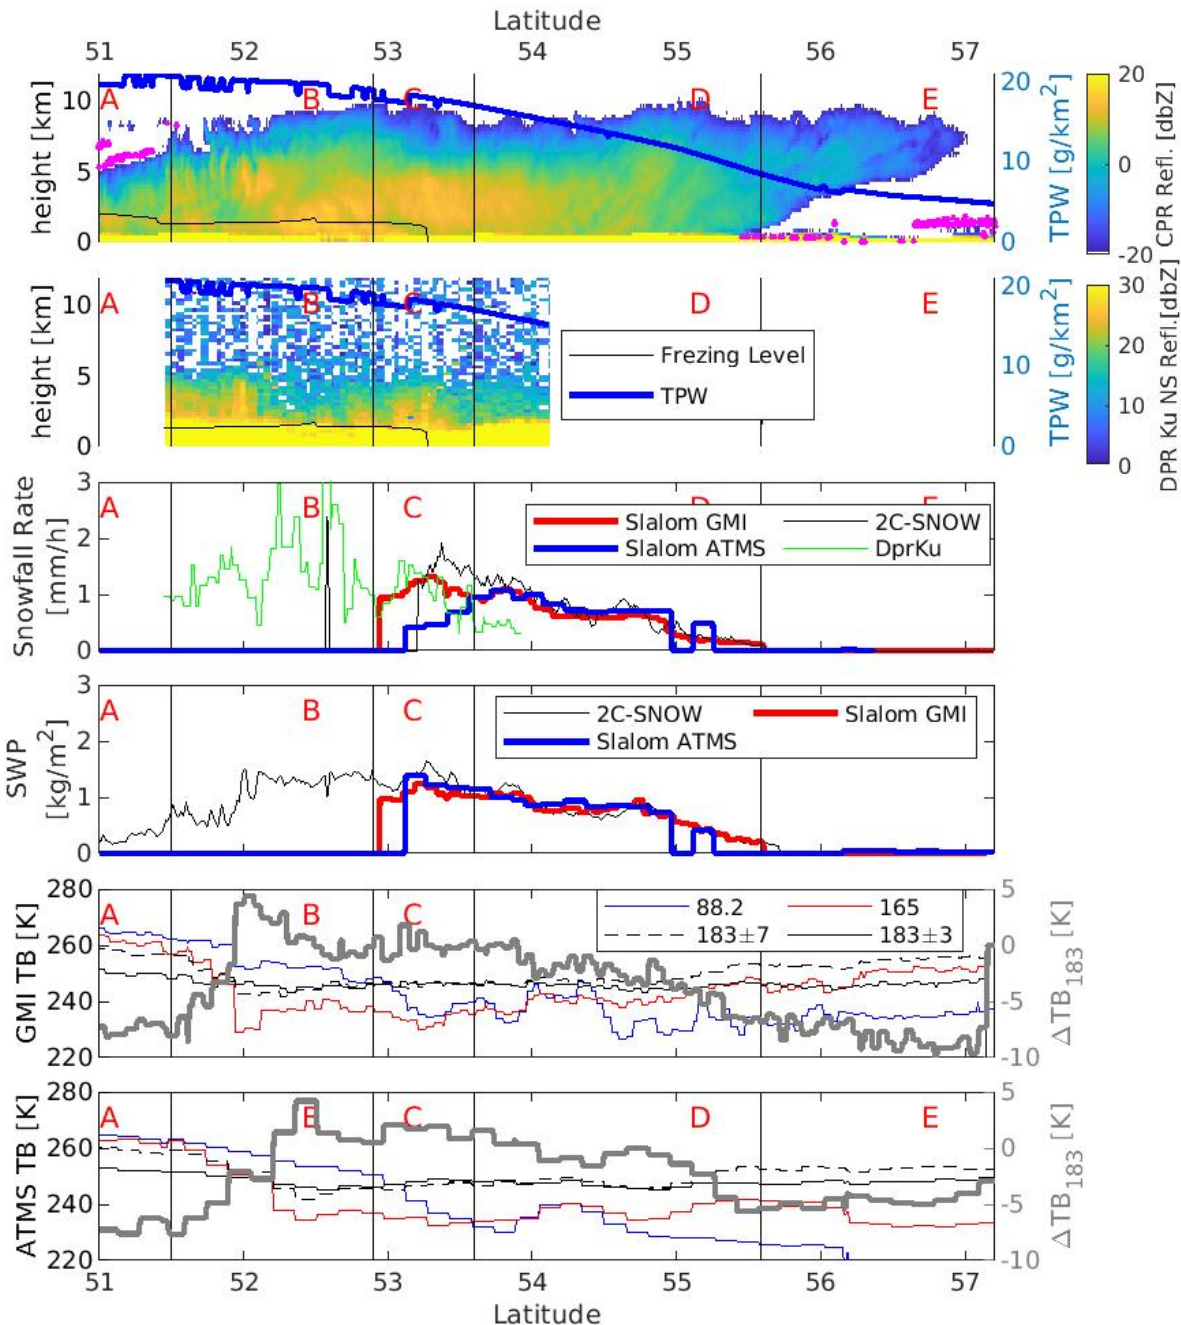 Latitude
51 52 53 54 55 56 57
height [km]
10
5
0
A B C D E
20
10
0
TPW [g/km2]
20
0
-20
CPR Refl. [dbZ]
height [km]
10
5
0
A B C D E
Frezing Level
TPW
20
10
0
TPW [g/km2]
30
20
10
0
DPR Ku NS Refl.[dbZ]
Snowfall Rate
[mm/h]
3
2
1
0
A B C D E
Slalom GMI 2C-SNOW
Slalom ATMS DprKu
SWP
[kg/m2]
3
2
1
0
A B C
2C-SNOW Slalom GMI
Slalom ATMS
GMI TB [K]
280
260
240
220
A B C
88.2 165
183±7 183±3
5
0
-5
-10
ΔTB183 [K]
ATMS TB [K]
280
260
240
220
A B C D E
5
0
-5
-10
ΔTB183 [K]
51 52 53 54 55 56 57
Latitude